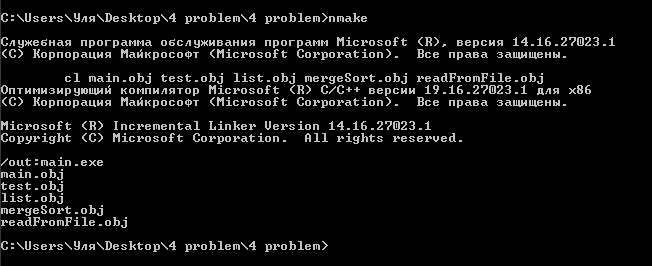 C:\Users\Уля\Desktop\4 problem\4 problem>nmake
Служебная программа обслуживания программ Microsoft (R), версия 14.16.27023.1
(C) Корпорация Майкрософт (Microsoft Corporation).  Все права защищены.
cl main.obj test.obj list.obj mergeSort.obj readFromFile.obj
Оптимизирующий компилятор Microsoft (R) C/C++ версии 19.16.27023.1 для x86
(C) Корпорация Майкрософт (Microsoft Corporation).  Все права защищены.
Microsoft (R) Incremental Linker Version 14.16.27023.1
Copyright (C) Microsoft Corporation.  All rights reserved.
/out:main.exe
main.obj
test.obj
list.obj
mergeSort.obj
readFromFile.obj
C:\Users\Уля\Desktop\4 problem\4 problem>